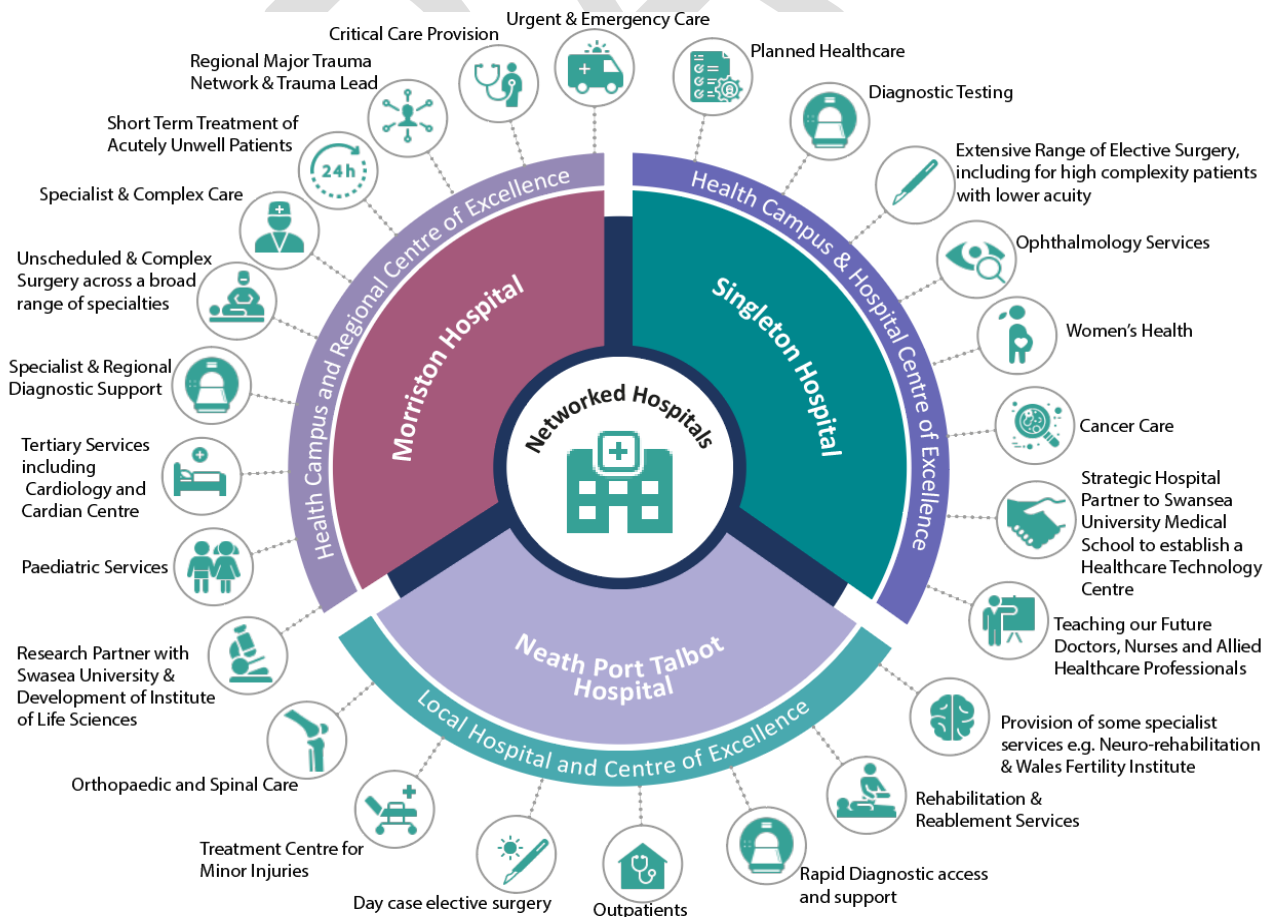 Urgent & Emergency Care
Critical Care Provision
Regional Major Trauma
Network & Trauma Lead
Short Term Treatment of
Acutely Unwell Patients
24h
Specialist & Complex Care
Unscheduled & Complex
Surgery across a broad
range of specialties
Specialist & Regional
Diagnostic Support
Tertiary Services
including
Cardiology and
Cardian Centre
Paediatric Services
Research Partner with
Swasea University &
Development of Institute
of Life Sciences
Health Campus and Regional Centre of Excellence
Morriston Hospital
Planned Healthcare
Diagnostic Testing
Extensive Range of Elective Surgery,
including for high complexity patients
with lower acuity
Ophthalmology Services
Women's Health
Cancer Care
Strategic Hospital
Partner to Swansea
University Medical
School to establish a
Healthcare Technology
Centre
Teaching our Future
Doctors, Nurses and Allied
Healthcare Professionals
Health Campus & Hospital Centre of Excellence
Singleton Hospital
Networked Hospitals
Neath Port Talbot
Hospital
Local Hospital and Centre of Excellence
Orthopaedic and Spinal Care
Treatment Centre for
Minor Injuries
Day case elective surgery
Outpatients
Rapid Diagnostic access
and support
Rehabilitation &
Reablement Services
Provision of some specialist
services e.g. Neuro-rehabilitation
& Wales Fertility Institute